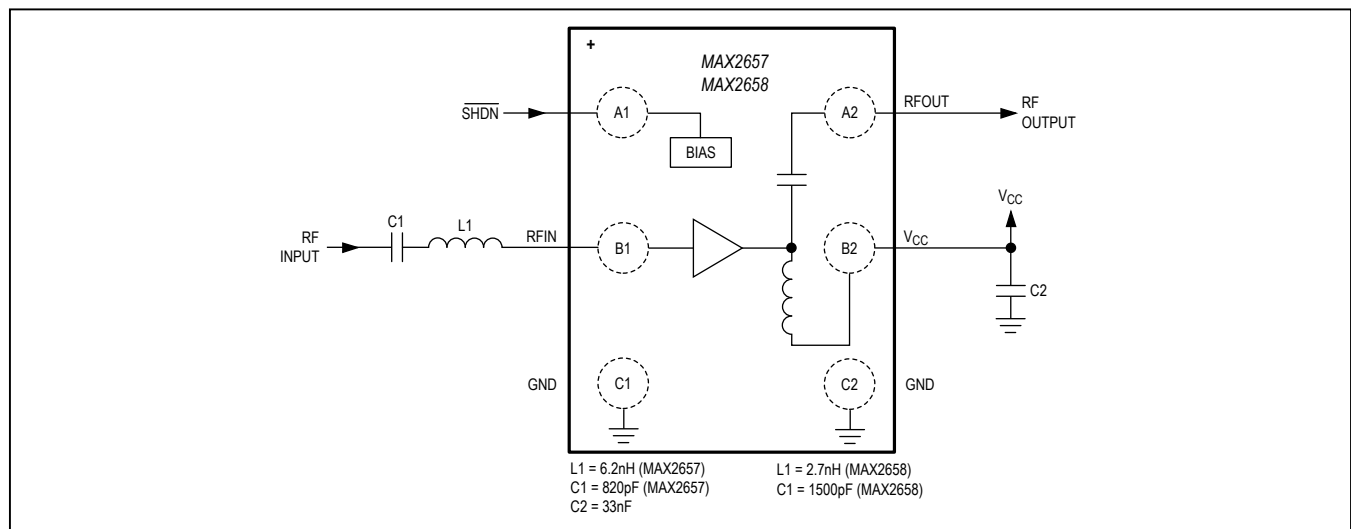 +
MAX2657
MAX2658
SHDN
A1
A2
RFOUT
RF
OUTPUT
BIAS
VCC
C1
L1
RF
INPUT
RFIN
B1
B2
VCC
C2
GND
C1
C2
GND
L1 = 6.2nH (MAX2657)
C1 = 820pF (MAX2657)
C2 = 33nF
L1 = 2.7nH (MAX2658)
C1 = 1500pF (MAX2658)